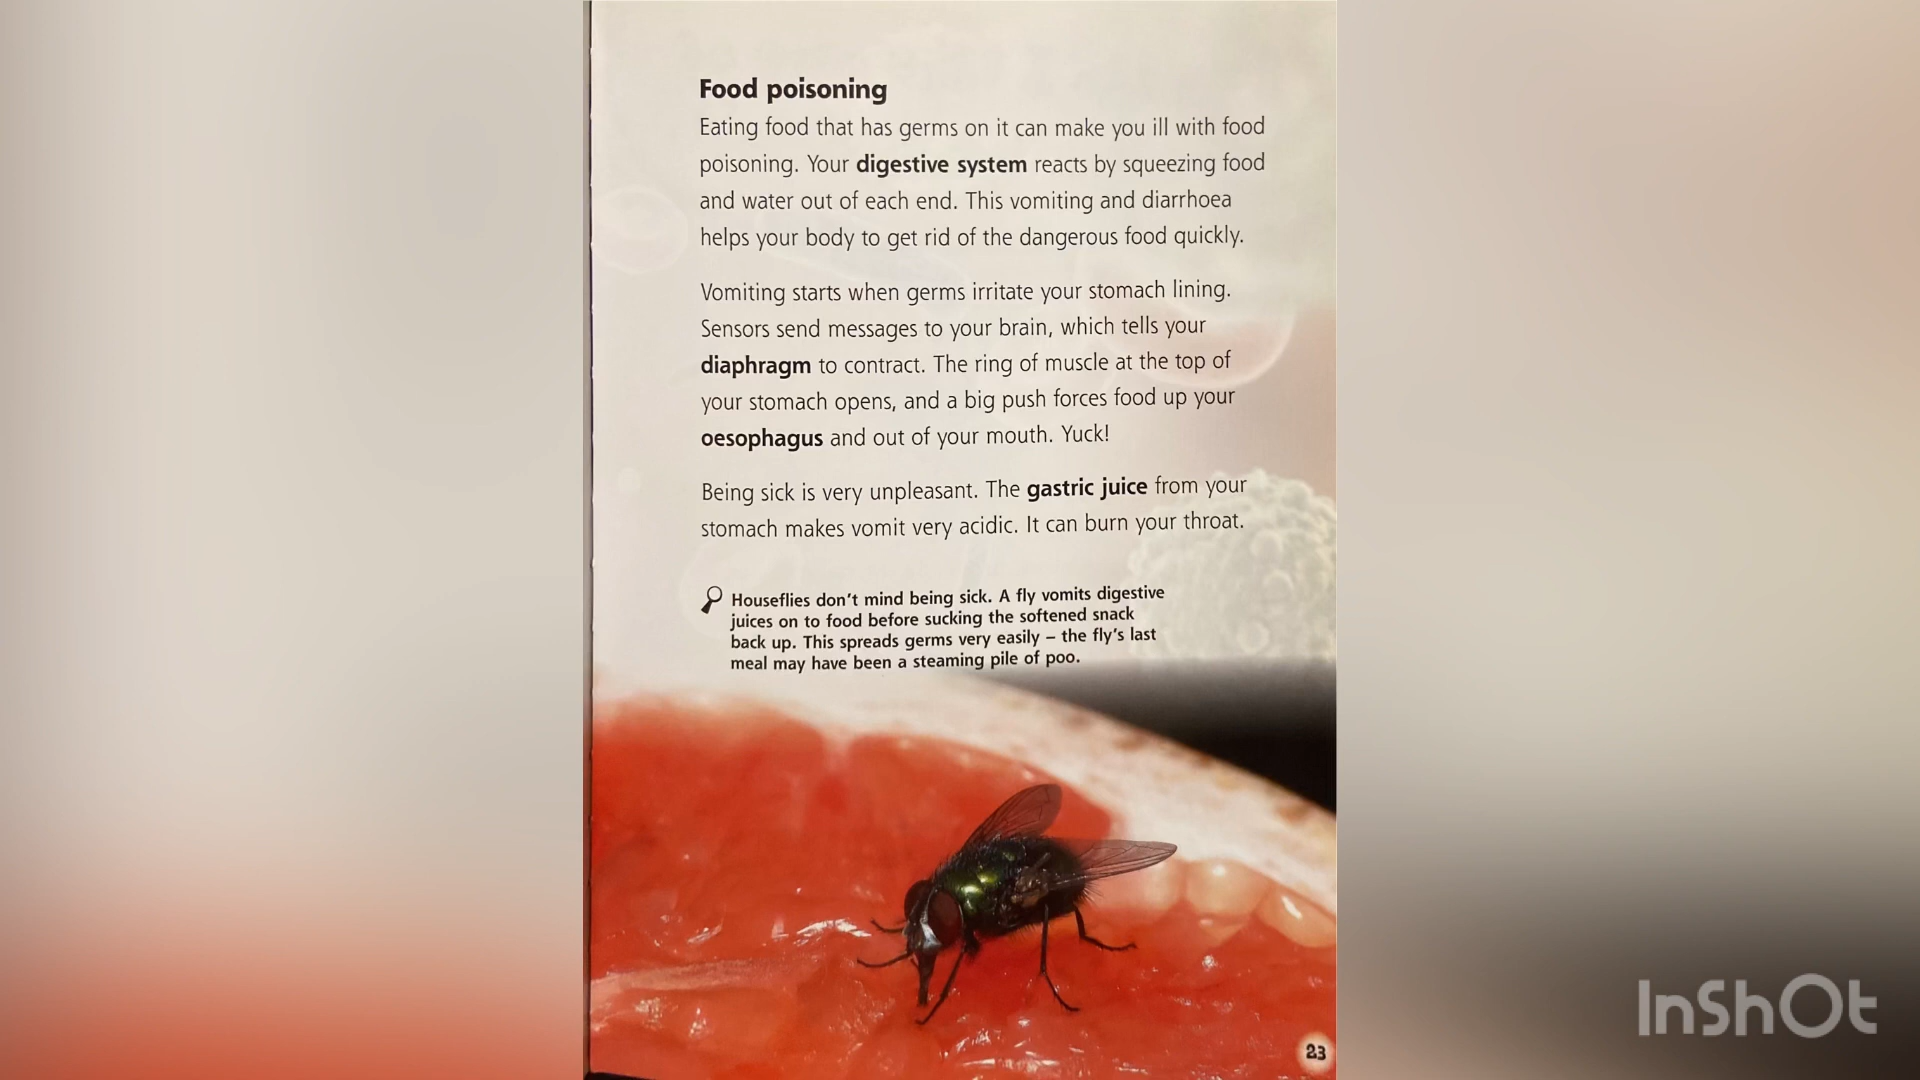 Food poisoning
Eating food that has germs on it can make you ill with food
poisoning. Your digestive system reacts by squeezing food
and water out of each end. This vomiting and diarrhoea
helps your body to get rid of the dangerous food quickly.
Vomiting starts when germs irritate your stomach lining.
Sensors send messages to your brain, which tells your
diaphragm to contract. The ring of muscle at the top of
your stomach opens, and a big push forces food up your
oesophagus and out of your mouth. Yuck!
Being sick is very unpleasant. The gastric juice from your
stomach makes vomit very acidic. It can burn your throat.
Houseflies don't mind being sick. A fly vomits digestive
juices on to food before sucking the softened snack
back up. This spreads germs very easily – the fly's last
meal may have been a steaming pile of poo.
23
InShOt